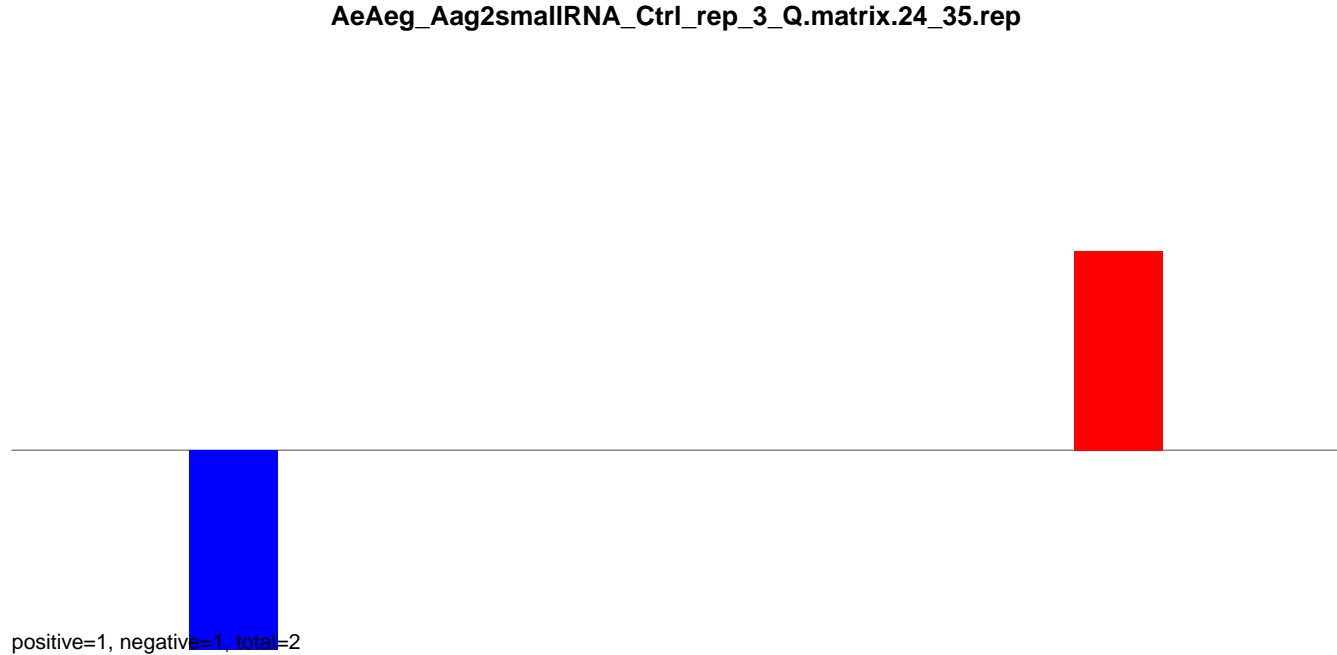 AeAeg_Aag2smallRNA_Ctrl_rep_3_Q.matrix.24_35.rep
positive=1, negative=1, total=2